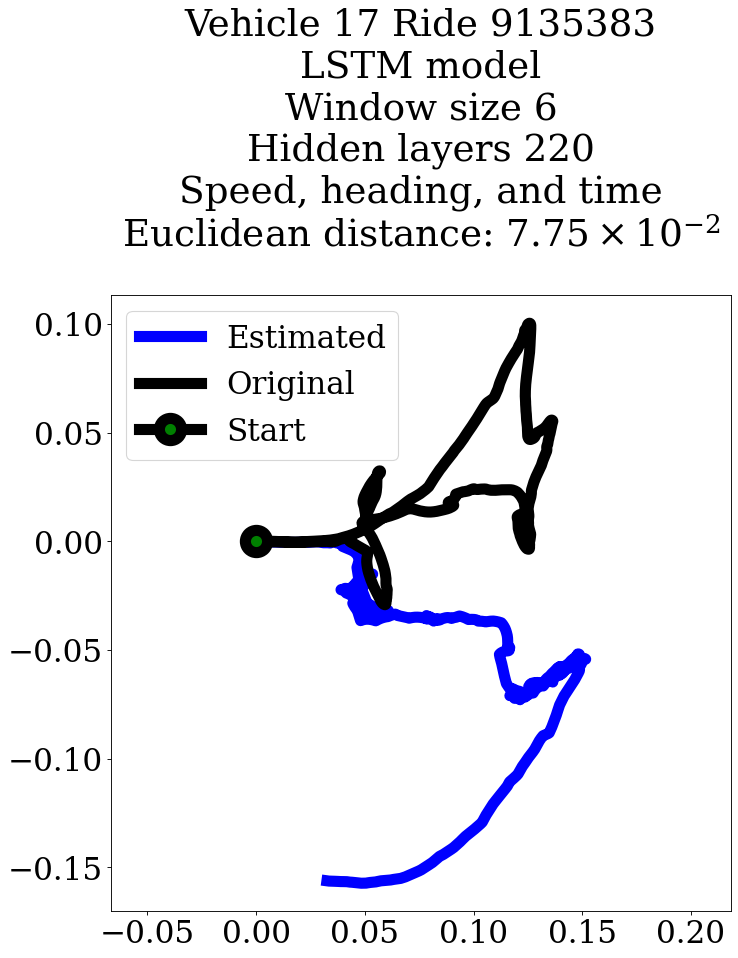 Vehicle 17 Ride 9135383
LSTM model
Window size 6
Hidden layers 220
Speed, heading, and time
Euclidean distance: 7.75 × 10⁻²
Estimated
Original
Start
0.10
0.05
0.00
−0.05
−0.10
−0.15
−0.05 0.00 0.05 0.10 0.15 0.20